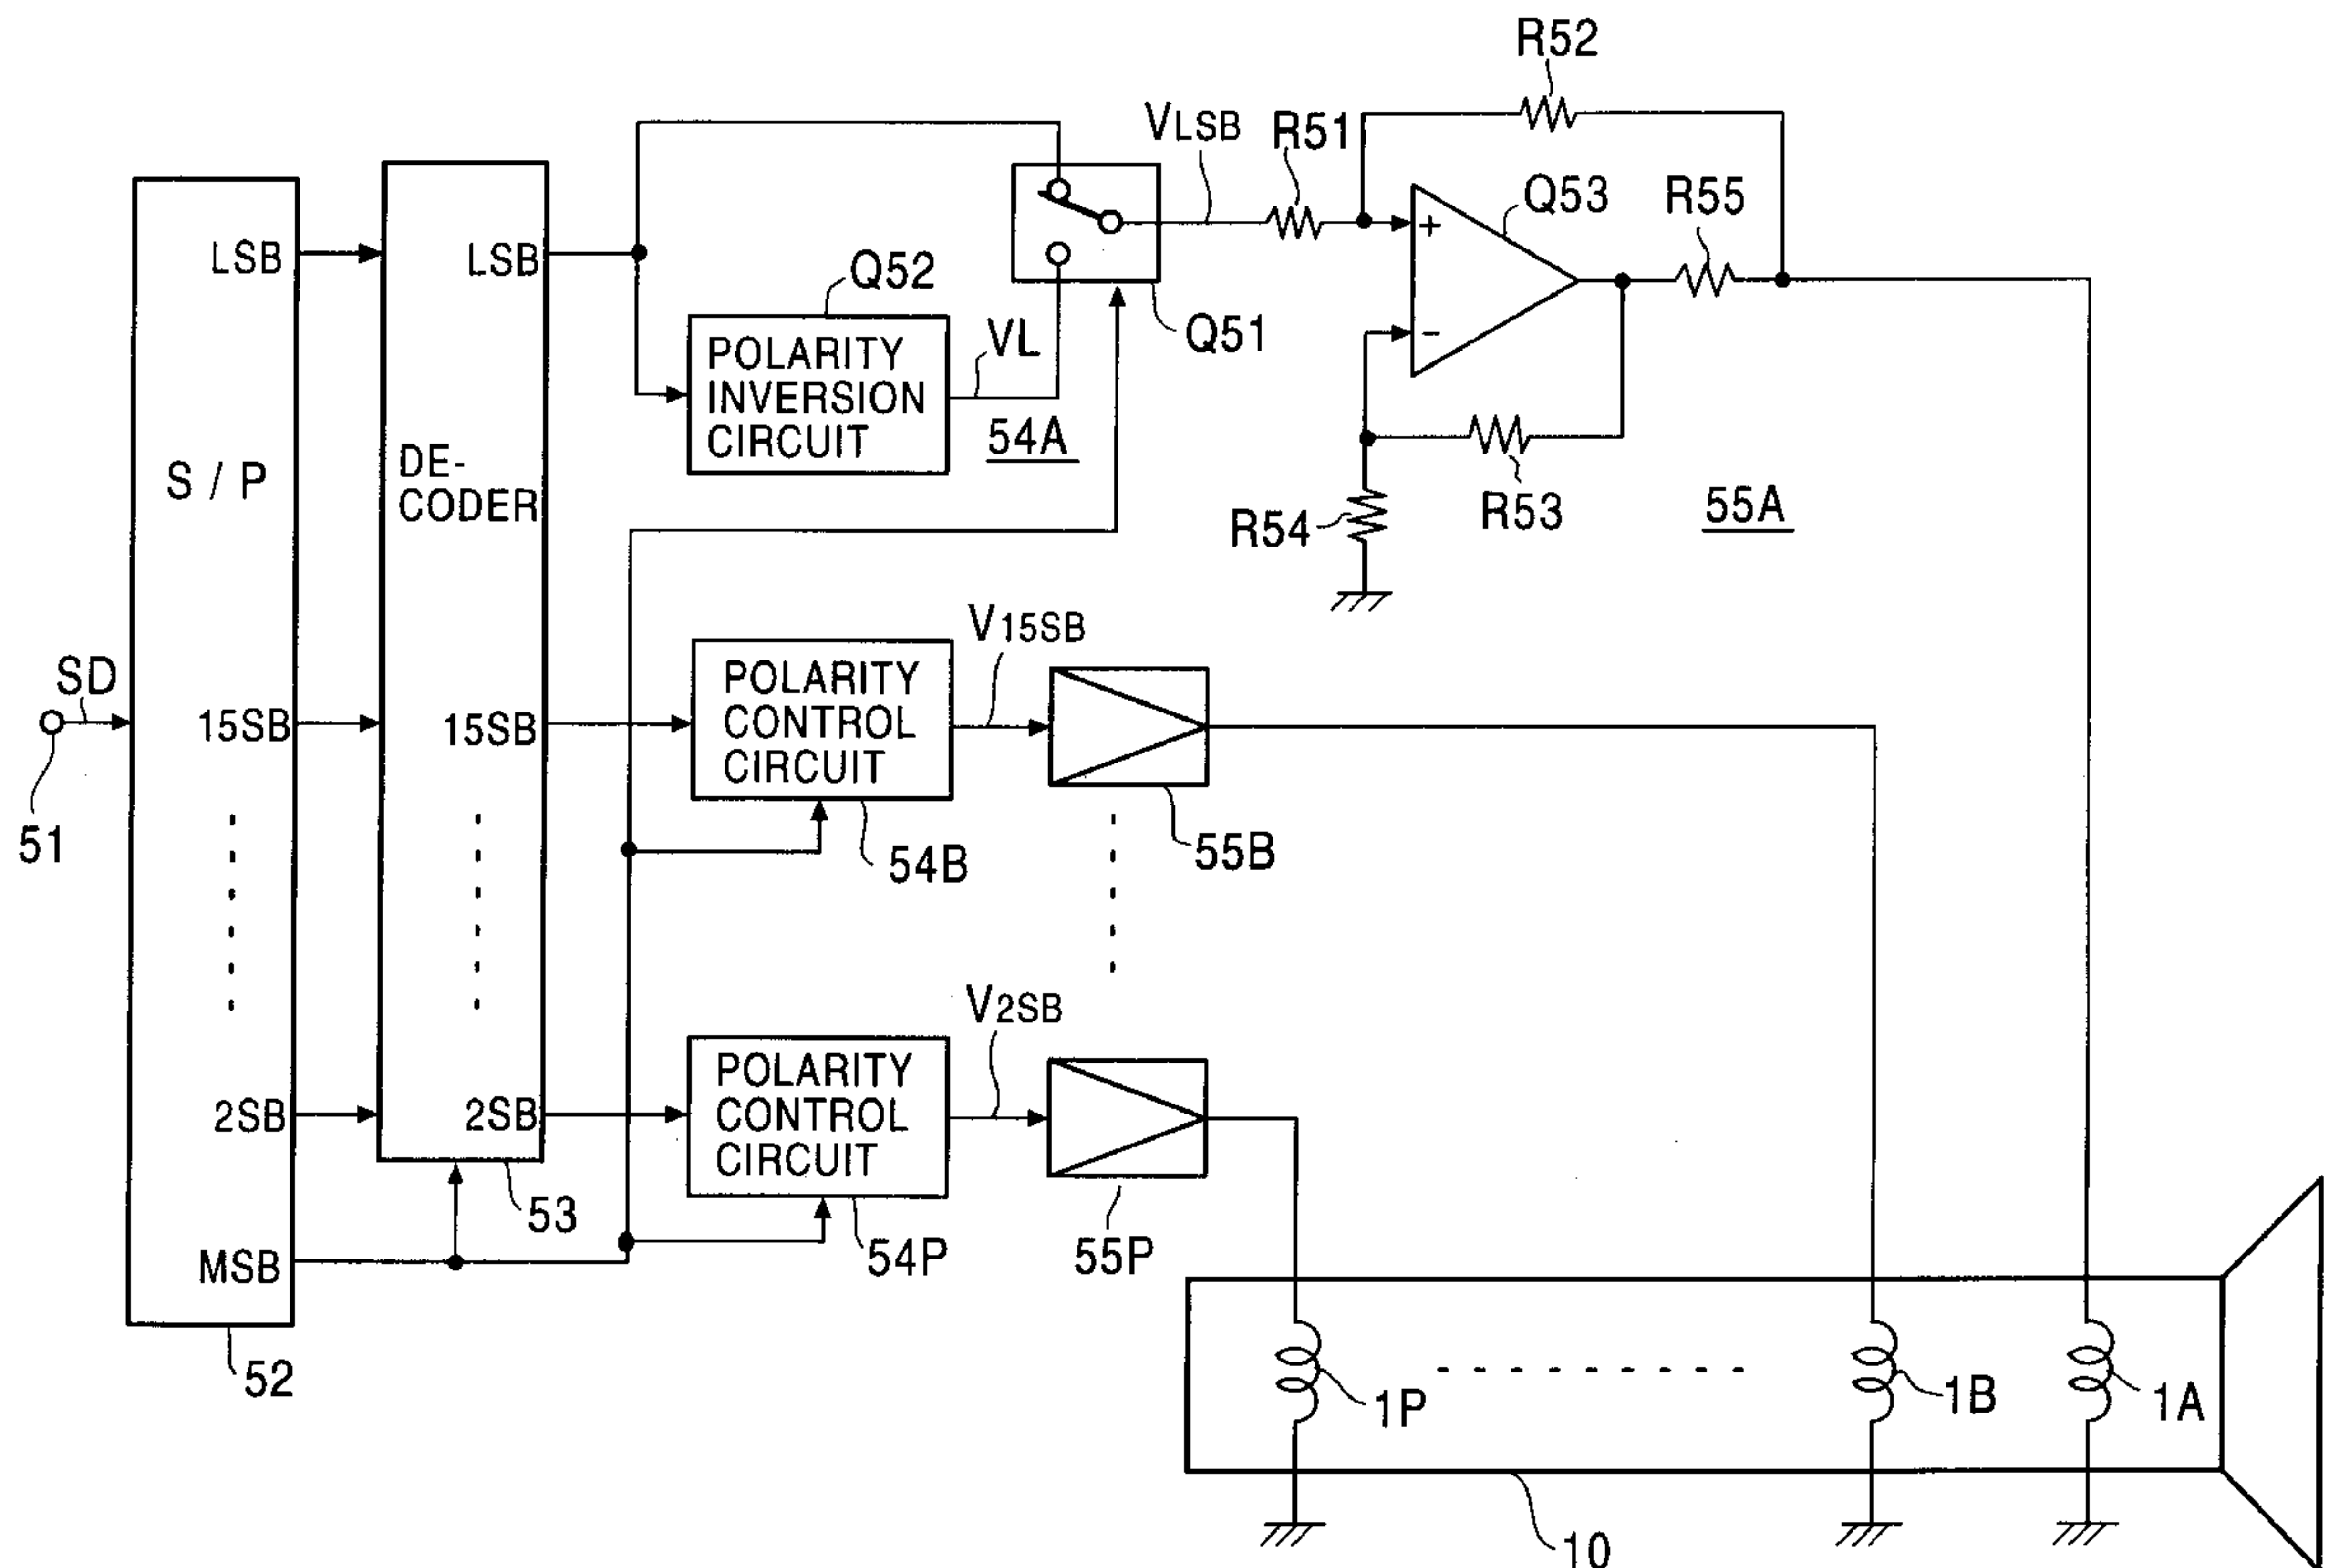 R52
VLSB
R51
Q53
R55
LSB
LSB
Q52
Q51
POLARITY
INVERSION
CIRCUIT
VL
54A
S / P
DE-
CODER
R54
R53
55A
SD
51
15SB
15SB
POLARITY
CONTROL
CIRCUIT
V15SB
54B
55B
2SB
2SB
POLARITY
CONTROL
CIRCUIT
V2SB
53
54P
55P
MSB
52
1P
1B
1A
10